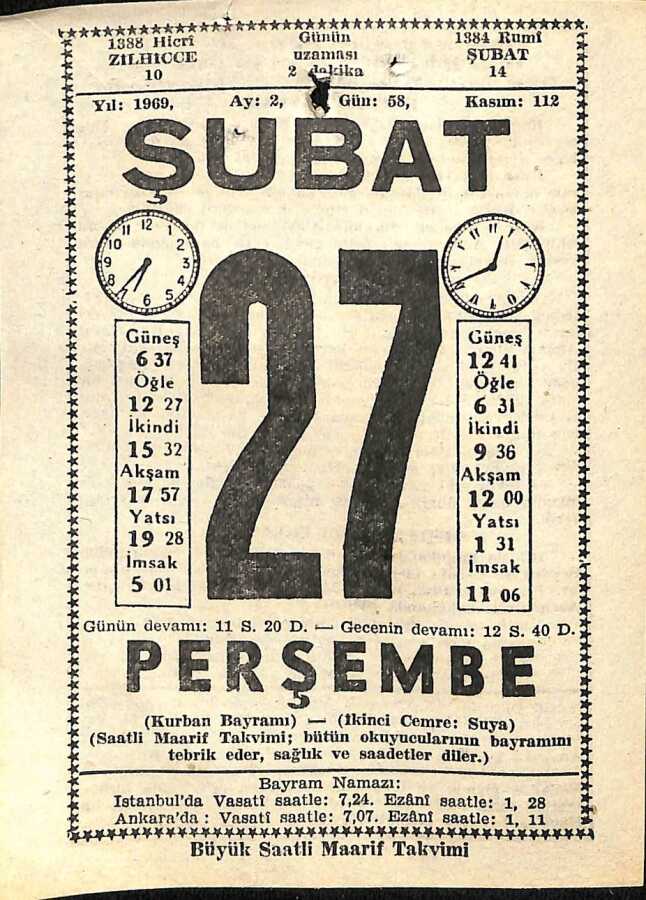 1388 Hicrî
ZİLHİCCE
10
Günün
uzaması
2 dakika
1384 Rumî
ŞUBAT
14
Yıl: 1969, Ay: 2, Gün: 58, Kasım: 112
ŞUBAT
27
Güneş
6 37
Öğle
12 27
İkindi
15 32
Akşam
17 57
Yatsı
19 28
İmsak
5 01
Güneş
12 41
Öğle
6 31
İkindi
9 36
Akşam
12 00
Yatsı
1 31
İmsak
11 06
Günün devamı: 11 S. 20 D. — Gecenin devamı: 12 S. 40 D.
PERŞEMBE
(Kurban Bayramı) — (İkinci Cemre: Suya)
(Saatli Maarif Takvimi; bütün okuyucularının bayramını
tebrik eder, sağlık ve saadetler diler.)
Bayram Namazı:
Istanbul'da Vasatî saatle: 7,24. Ezânî saatle: 1, 28
Ankara'da : Vasatî saatle: 7,07. Ezânî saatle: 1, 11
Büyük Saatli Maarif Takvimi